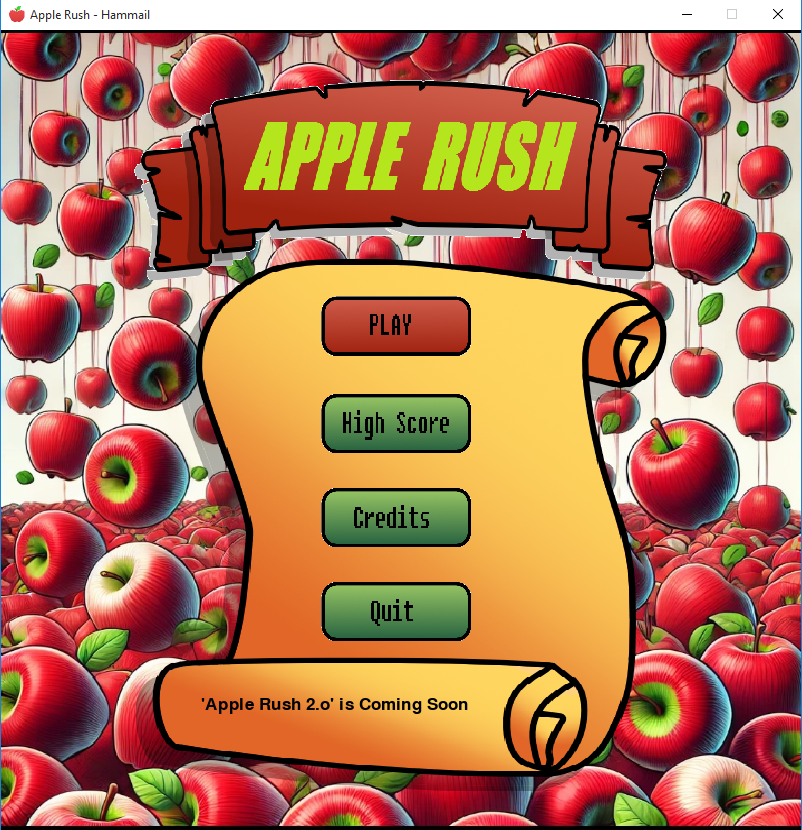 Apple Rush - Hammail
APPLE RUSH
PLAY
High Score
Credits
Quit
'Apple Rush 2.o' is Coming Soon